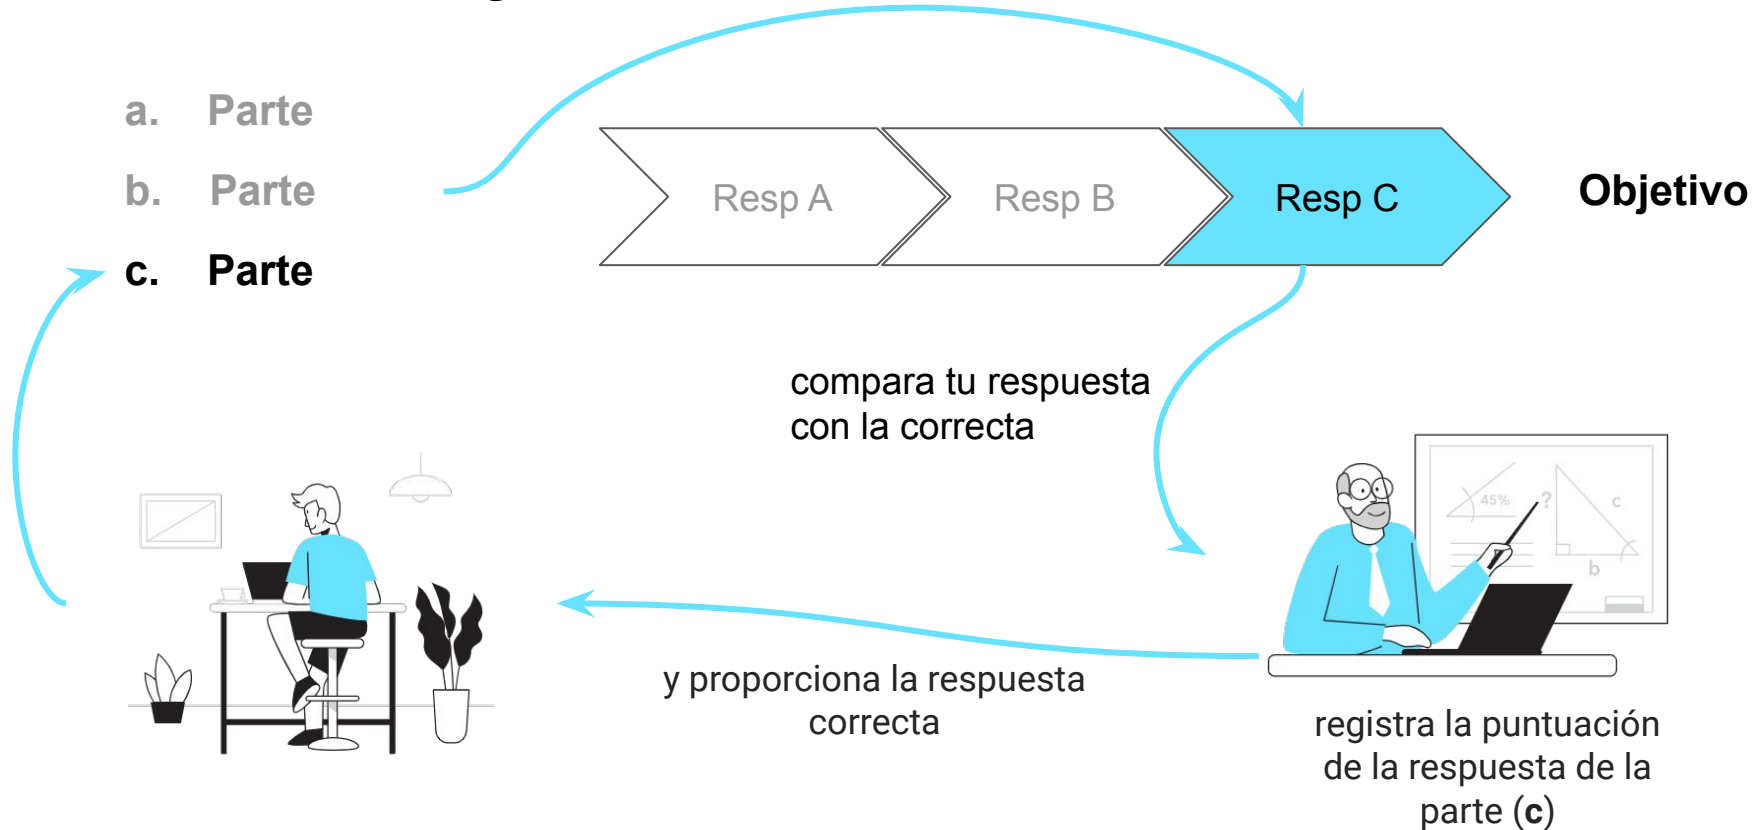 a. Parte
b. Parte
c. Parte
Resp A
Resp B
Resp C
Objetivo
compara tu respuesta
con la correcta
45%
?
c
b
y proporciona la respuesta
correcta
registra la puntuación
de la respuesta de la
parte (c)